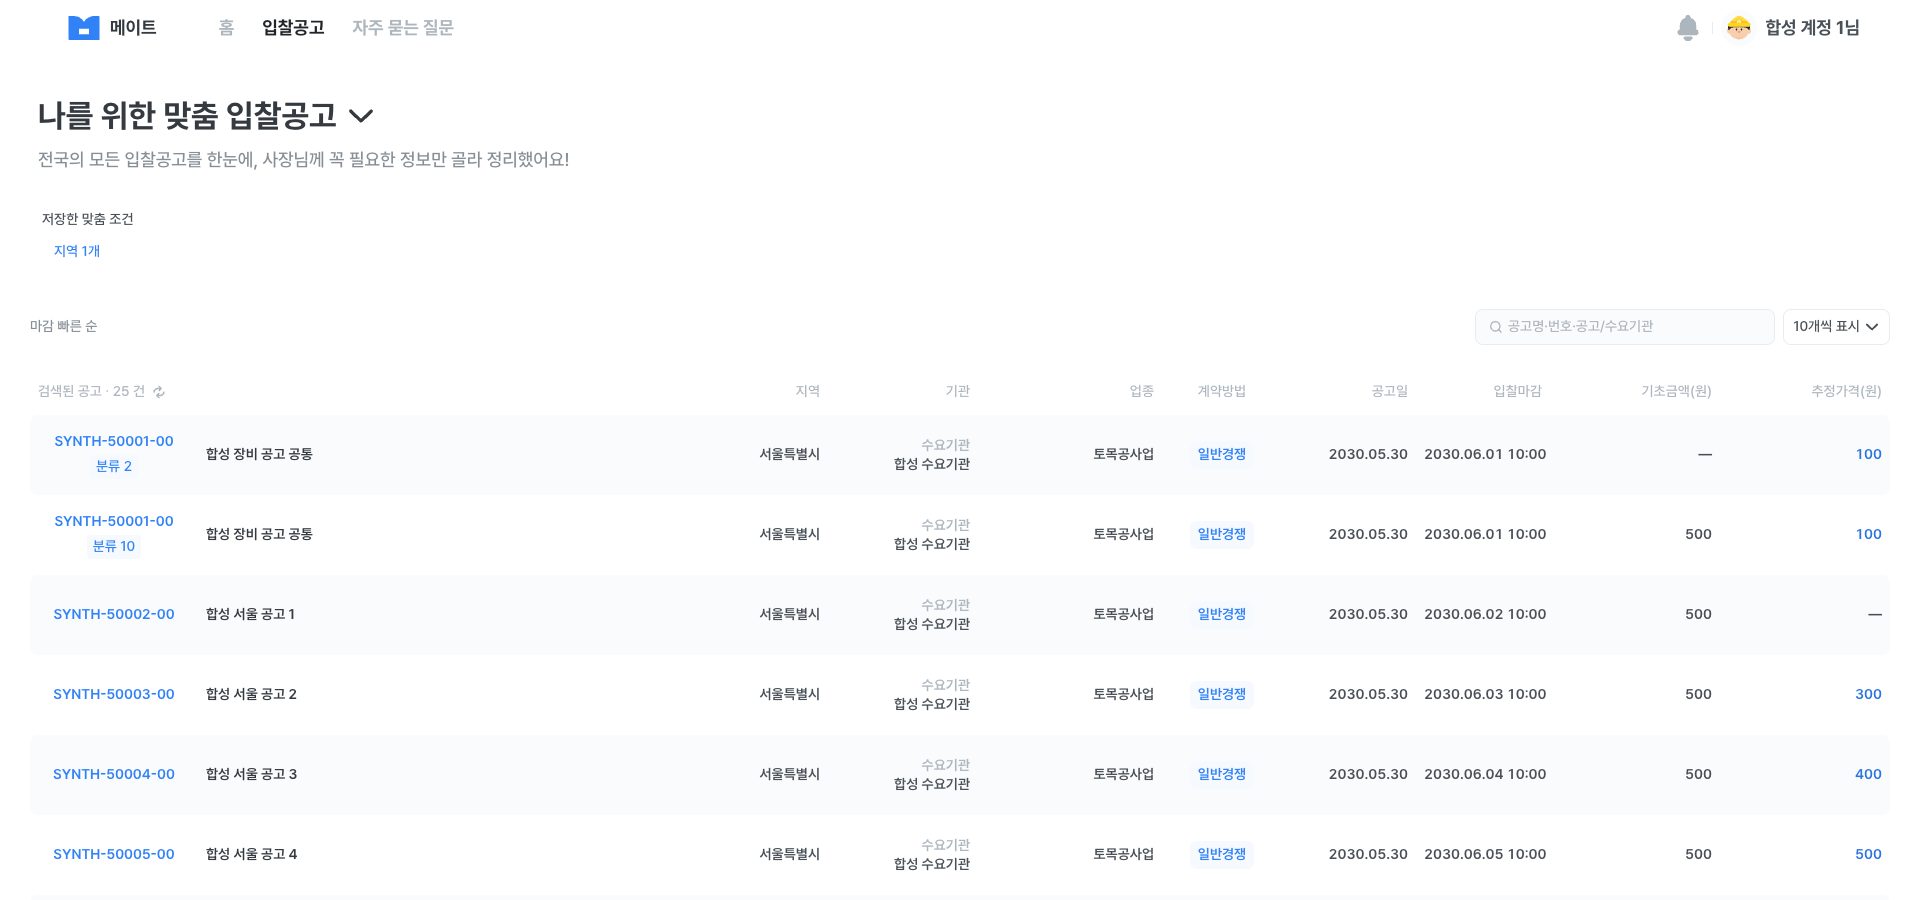 메이트 홈 입찰공고 자주 묻는 질문 합성 계정 1님
나를 위한 맞춤 입찰공고
전국의 모든 입찰공고를 한눈에, 사장님께 꼭 필요한 정보만 골라 정리했어요!
저장한 맞춤 조건
지역 1개
마감 빠른 순 공고명·번호·공고/수요기관 10개씩 표시
검색된 공고 · 25 건 지역 기관 업종 계약방법 공고일 입찰마감 기초금액(원) 추정가격(원)
SYNTH-50001-00 분류 2 합성 장비 공고 공통 서울특별시 수요기관 합성 수요기관 토목공사업 일반경쟁 2030.05.30 2030.06.01 10:00 — 100
SYNTH-50001-00 분류 10 합성 장비 공고 공통 서울특별시 수요기관 합성 수요기관 토목공사업 일반경쟁 2030.05.30 2030.06.01 10:00 500 100
SYNTH-50002-00 합성 서울 공고 1 서울특별시 수요기관 합성 수요기관 토목공사업 일반경쟁 2030.05.30 2030.06.02 10:00 500 —
SYNTH-50003-00 합성 서울 공고 2 서울특별시 수요기관 합성 수요기관 토목공사업 일반경쟁 2030.05.30 2030.06.03 10:00 500 300
SYNTH-50004-00 합성 서울 공고 3 서울특별시 수요기관 합성 수요기관 토목공사업 일반경쟁 2030.05.30 2030.06.04 10:00 500 400
SYNTH-50005-00 합성 서울 공고 4 서울특별시 수요기관 합성 수요기관 토목공사업 일반경쟁 2030.05.30 2030.06.05 10:00 500 500